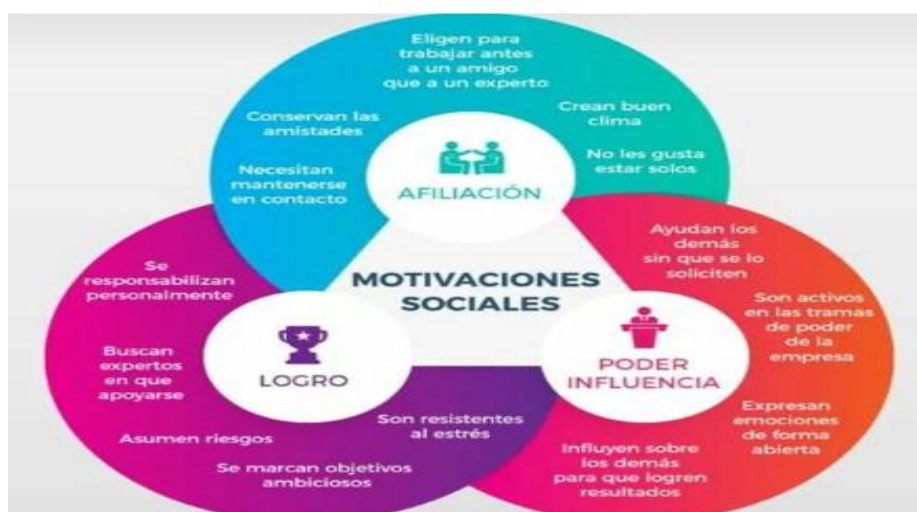 Eligen para
trabajar antes
a un amigo
que a un experto
Conservan las
amistades
Crean buen
clima
Necesitan
mantenerse
en contacto
No les gusta
estar solos
AFILIACIÓN
MOTIVACIONES
SOCIALES
Se
responsabilizan
personalmente
Buscan
expertos
en que
apoyarse
Asumen riesgos
Se marcan objetivos
ambiciosos
Son resistentes
al estrés
LOGRO
Ayudan los
demás
sin que se lo
soliciten
Son activos
en las tramas
de poder
de la
empresa
Expresan
emociones
de forma
abierta
Influyen sobre
los demás
para que logren
resultados
PODER
INFLUENCIA